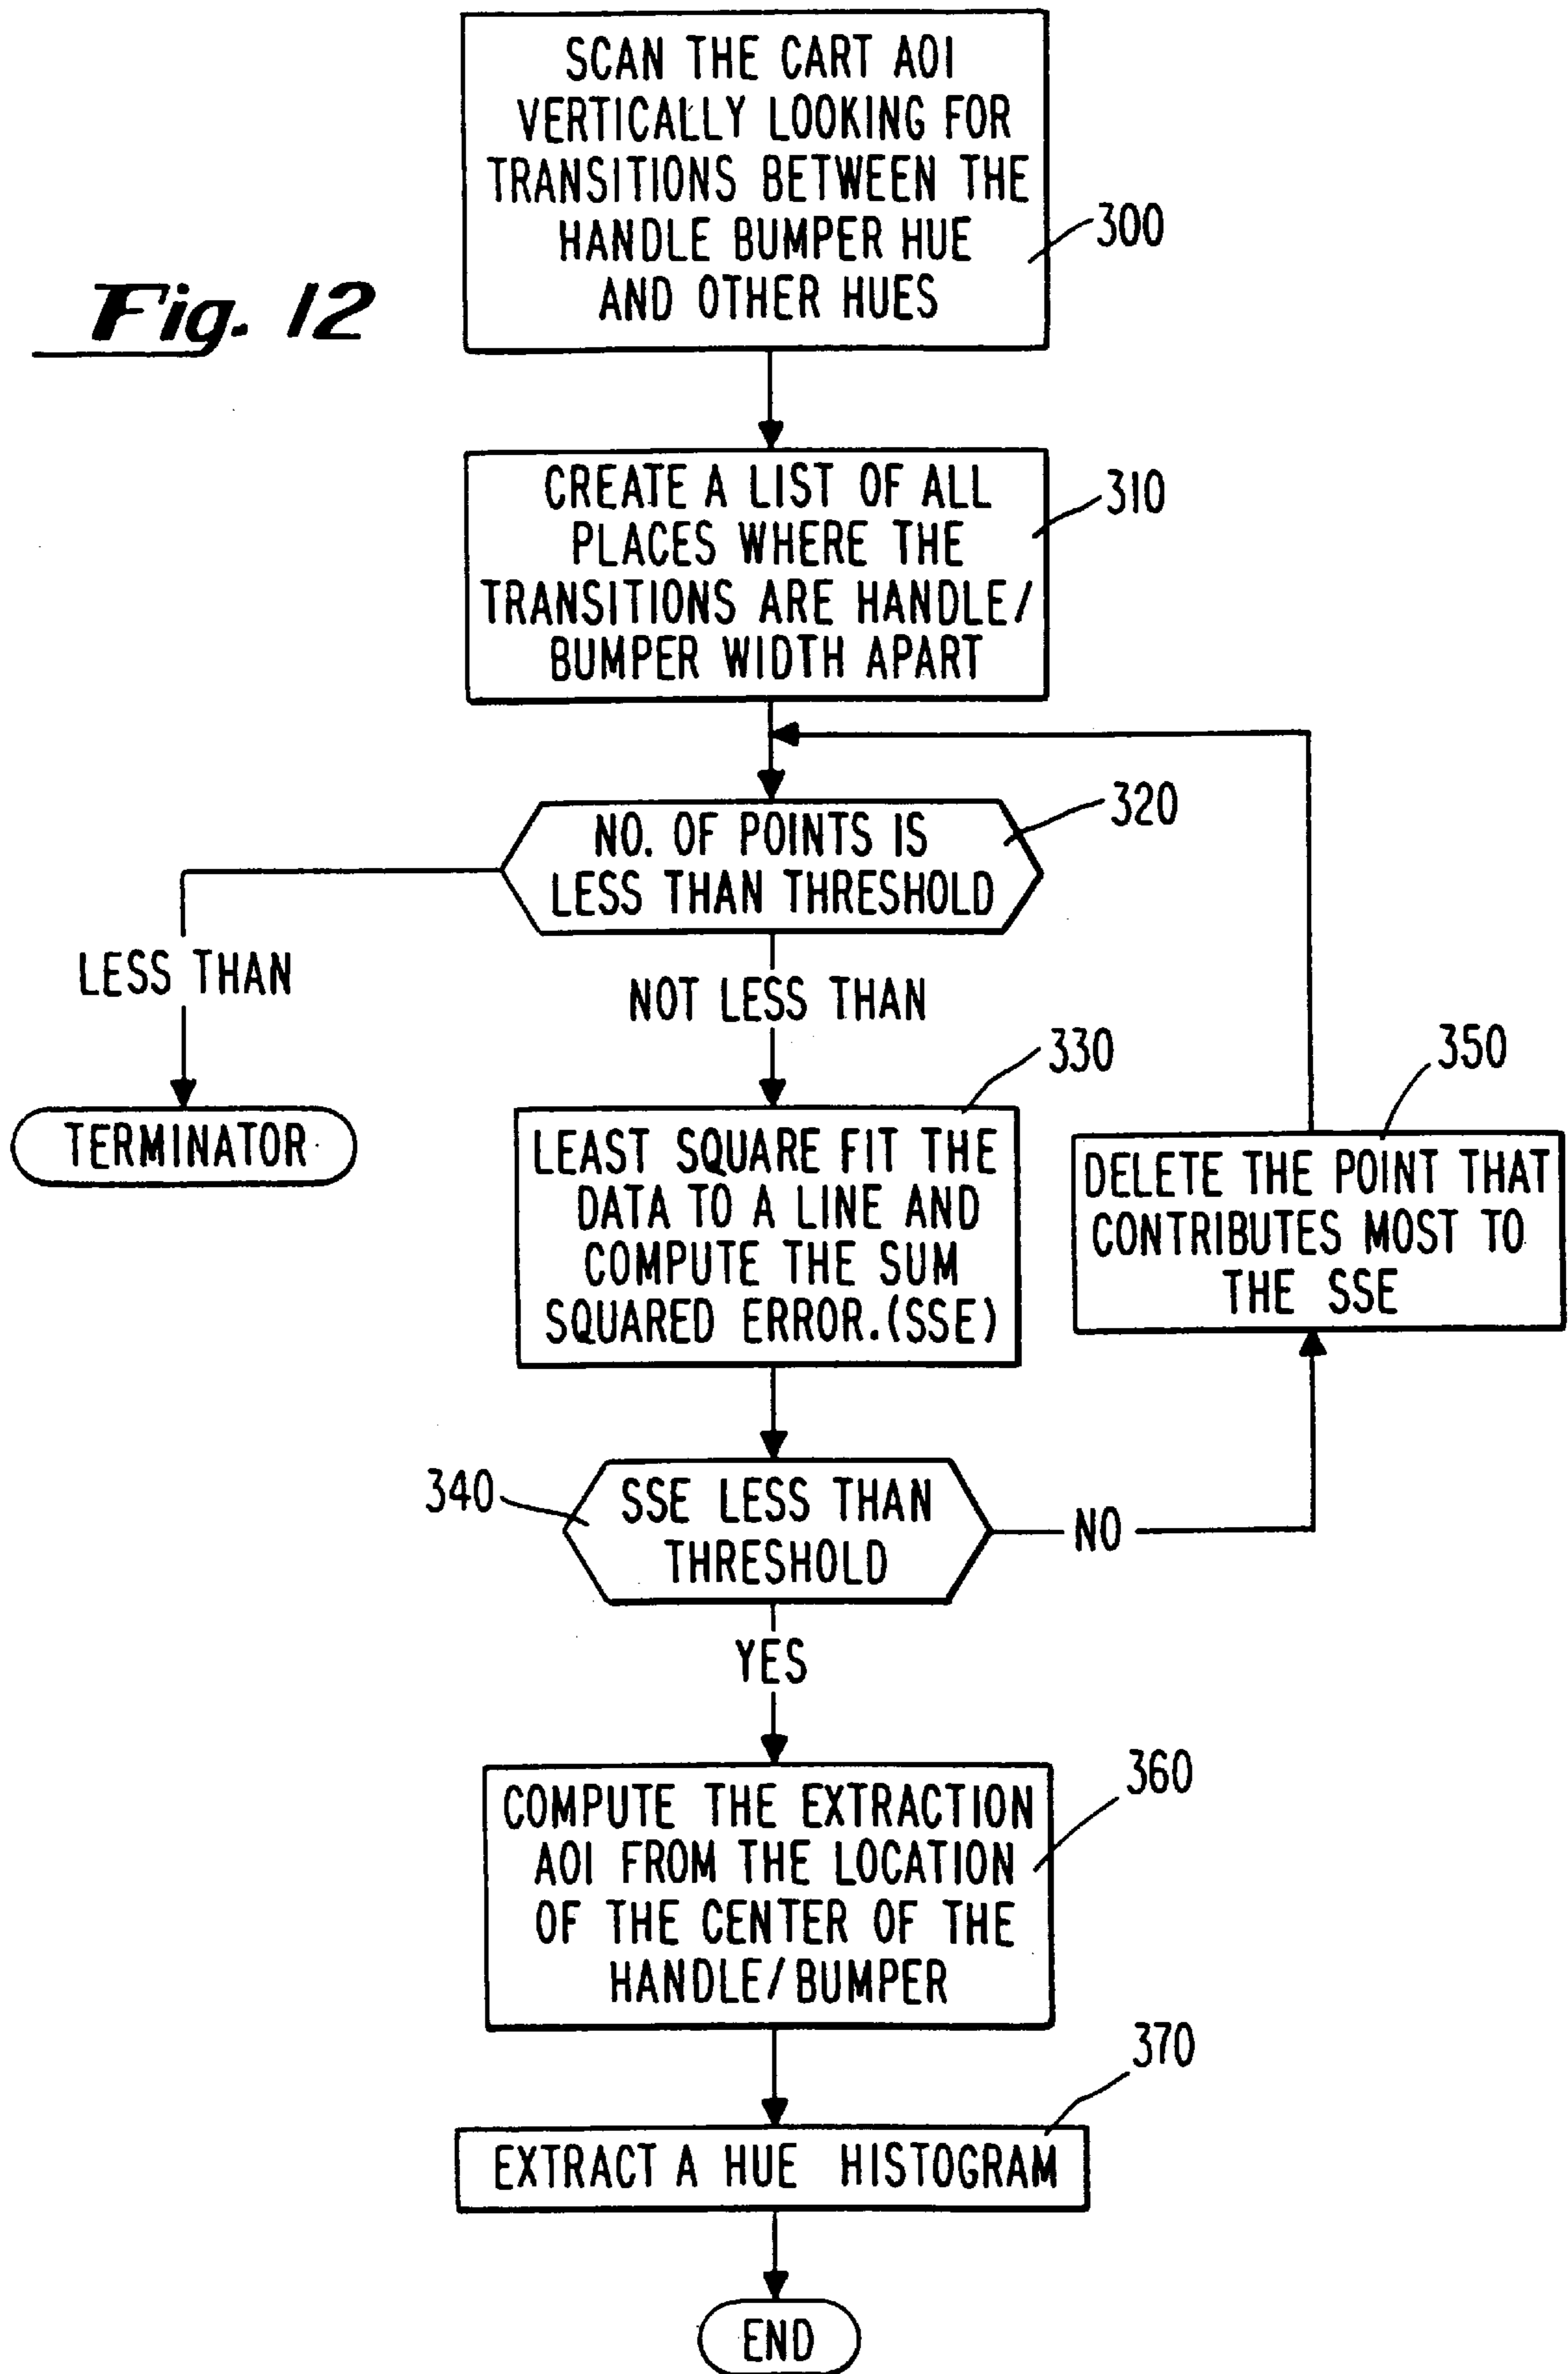 SCAN THE CART AOI
VERTICALLY LOOKING FOR
TRANSITIONS BETWEEN THE
HANDLE BUMPER HUE
AND OTHER HUES
300
Fig. 12
CREATE A LIST OF ALL
PLACES WHERE THE
TRANSITIONS ARE HANDLE/
BUMPER WIDTH APART
310
NO. OF POINTS IS
LESS THAN THRESHOLD
320
LESS THAN
NOT LESS THAN
TERMINATOR
330
LEAST SQUARE FIT THE
DATA TO A LINE AND
COMPUTE THE SUM
SQUARED ERROR.(SSE)
350
DELETE THE POINT THAT
CONTRIBUTES MOST TO
THE SSE
340
SSE LESS THAN
THRESHOLD
NO
YES
COMPUTE THE EXTRACTION
AOI FROM THE LOCATION
OF THE CENTER OF THE
HANDLE/BUMPER
360
370
EXTRACT A HUE HISTOGRAM
END